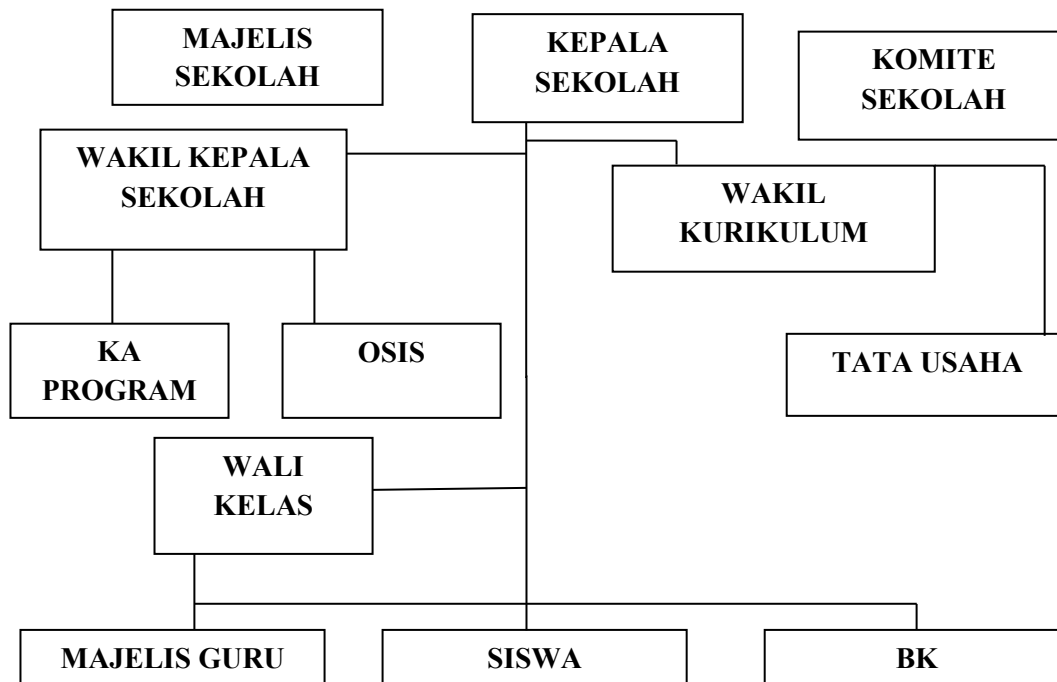 MAJELIS
SEKOLAH
KEPALA
SEKOLAH
KOMITE
SEKOLAH
WAKIL KEPALA
SEKOLAH
WAKIL
KURIKULUM
KA
PROGRAM
OSIS
TATA USAHA
WALI
KELAS
MAJELIS GURU
SISWA
BK